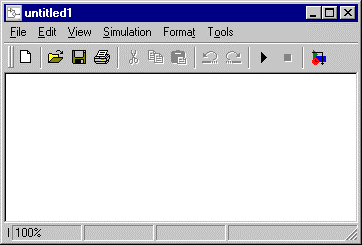 untitled1
File Edit View Simulation Format Tools
100%